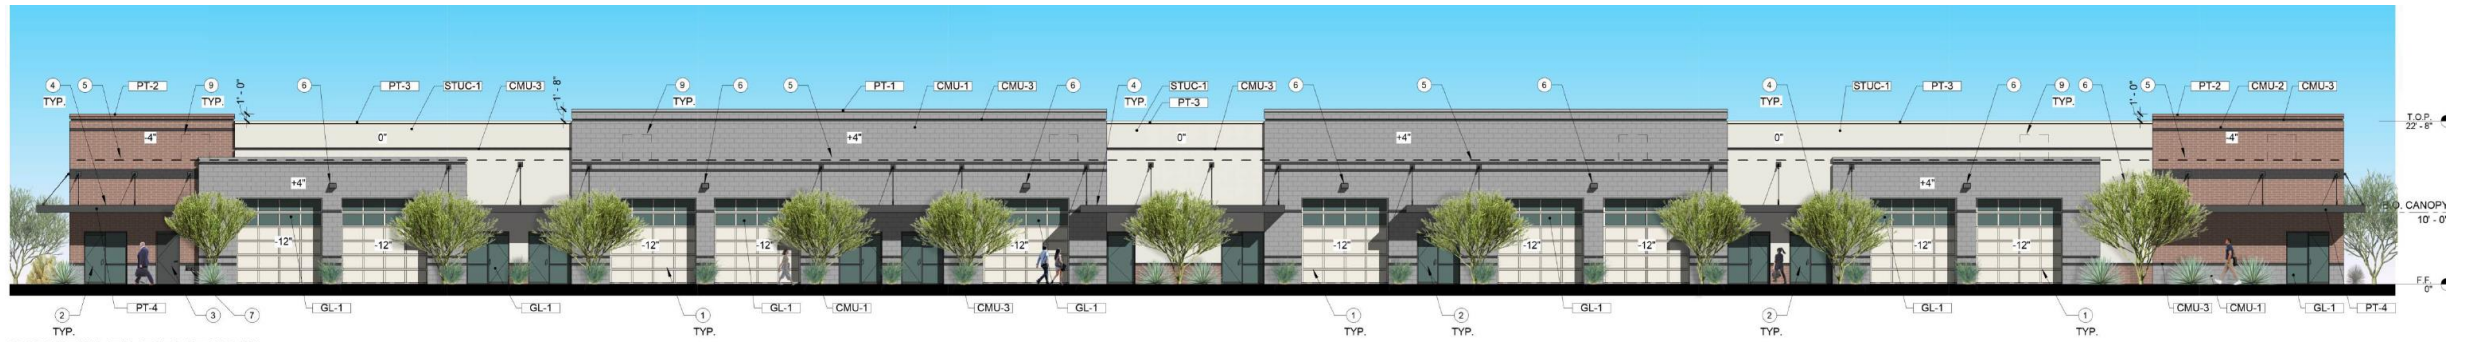 4 5 PT-2 9 1' - 0" 6 PT-3 STUC-1 CMU-3 1' - 8" 9 6 5 PT-1 CMU-1 CMU-3 6 4 STUC-1 CMU-3 6 5 6 4 STUC-1 PT-3 6 9 6 1' - 0" 5 PT-2 CMU-2 CMU-3
TYP. TYP. TYP. TYP. PT-3 TYP. TYP.
T.O.P.
22' - 8"
-4" 0" +4" 0" +4" 0" -4"
+4" +4"
CANOPY
10' - 0"
-12" -12" -12" -12" -12" -12" -12" -12" -12" -12"
F.F.
0"
PT-4 GL-1 GL-1 GL-1 CMU-1 CMU-3 GL-1 GL-1 GL-1 CMU-3 CMU-1 GL-1 PT-4
2 3 7 1 1 2 2 1
TYP. TYP. TYP. TYP. TYP. TYP.